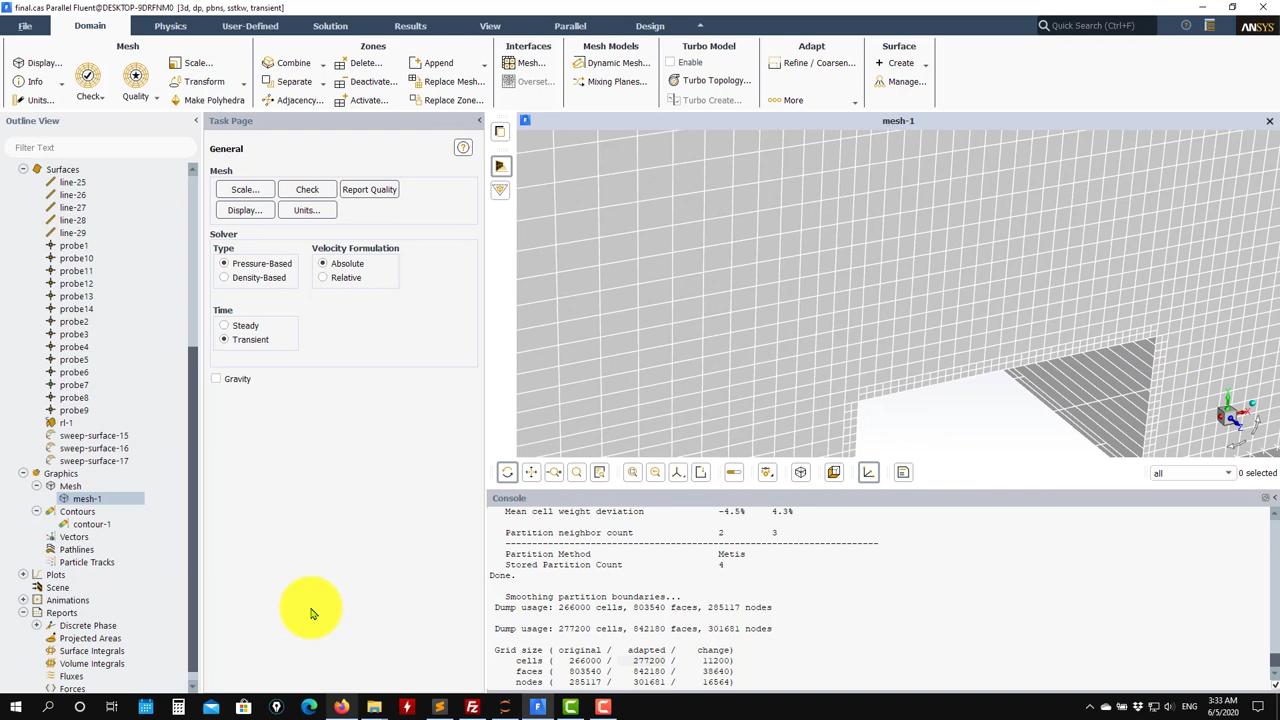 final.cas Parallel Fluent@DESKTOP-9DRFNM0 [3d, dp, pbns, sstkw, transient]
File Domain Physics User-Defined Solution Results View Parallel Design Quick Search (Ctrl+F) ANSYS
Mesh Zones Interfaces Mesh Models Turbo Model Adapt Surface
Display... Scale... Combine Delete... Append Mesh... Dynamic Mesh... Enable Refine / Coarsen... Create
Info Check Quality Transform Separate Deactivate... Replace Mesh... Overset... Mixing Planes... Turbo Topology... Manage...
Units... Make Polyhedra Adjacency... Activate... Replace Zone... Turbo Create... More
Outline View
Filter Text
Surfaces
line-25
line-26
line-27
line-28
line-29
probe1
probe10
probe11
probe12
probe13
probe14
probe2
probe3
probe4
probe5
probe6
probe7
probe8
probe9
rl-1
sweep-surface-15
sweep-surface-16
sweep-surface-17
Graphics
Mesh
mesh-1
Contours
contour-1
Vectors
Pathlines
Particle Tracks
Plots
Scene
Animations
Reports
Discrete Phase
Projected Areas
Surface Integrals
Volume Integrals
Fluxes
Forces
Task Page
General
Mesh
Scale... Check Report Quality
Display... Units...
Solver
Type Velocity Formulation
Pressure-Based Absolute
Density-Based Relative
Time
Steady
Transient
Gravity
mesh-1
all 0 selected
Console
Mean cell weight deviation -4.5% 4.3%
Partition neighbor count 2 3
Partition Method Metis
Stored Partition Count 4
Done.
Smoothing partition boundaries...
Dump usage: 266000 cells, 803540 faces, 285117 nodes
Dump usage: 277200 cells, 842180 faces, 301681 nodes
Grid size ( original / adapted / change)
cells ( 266000 / 277200 / 11200)
faces ( 803540 / 842180 / 38640)
nodes ( 285117 / 301681 / 16564)
ENG
3:33 AM
6/5/2020